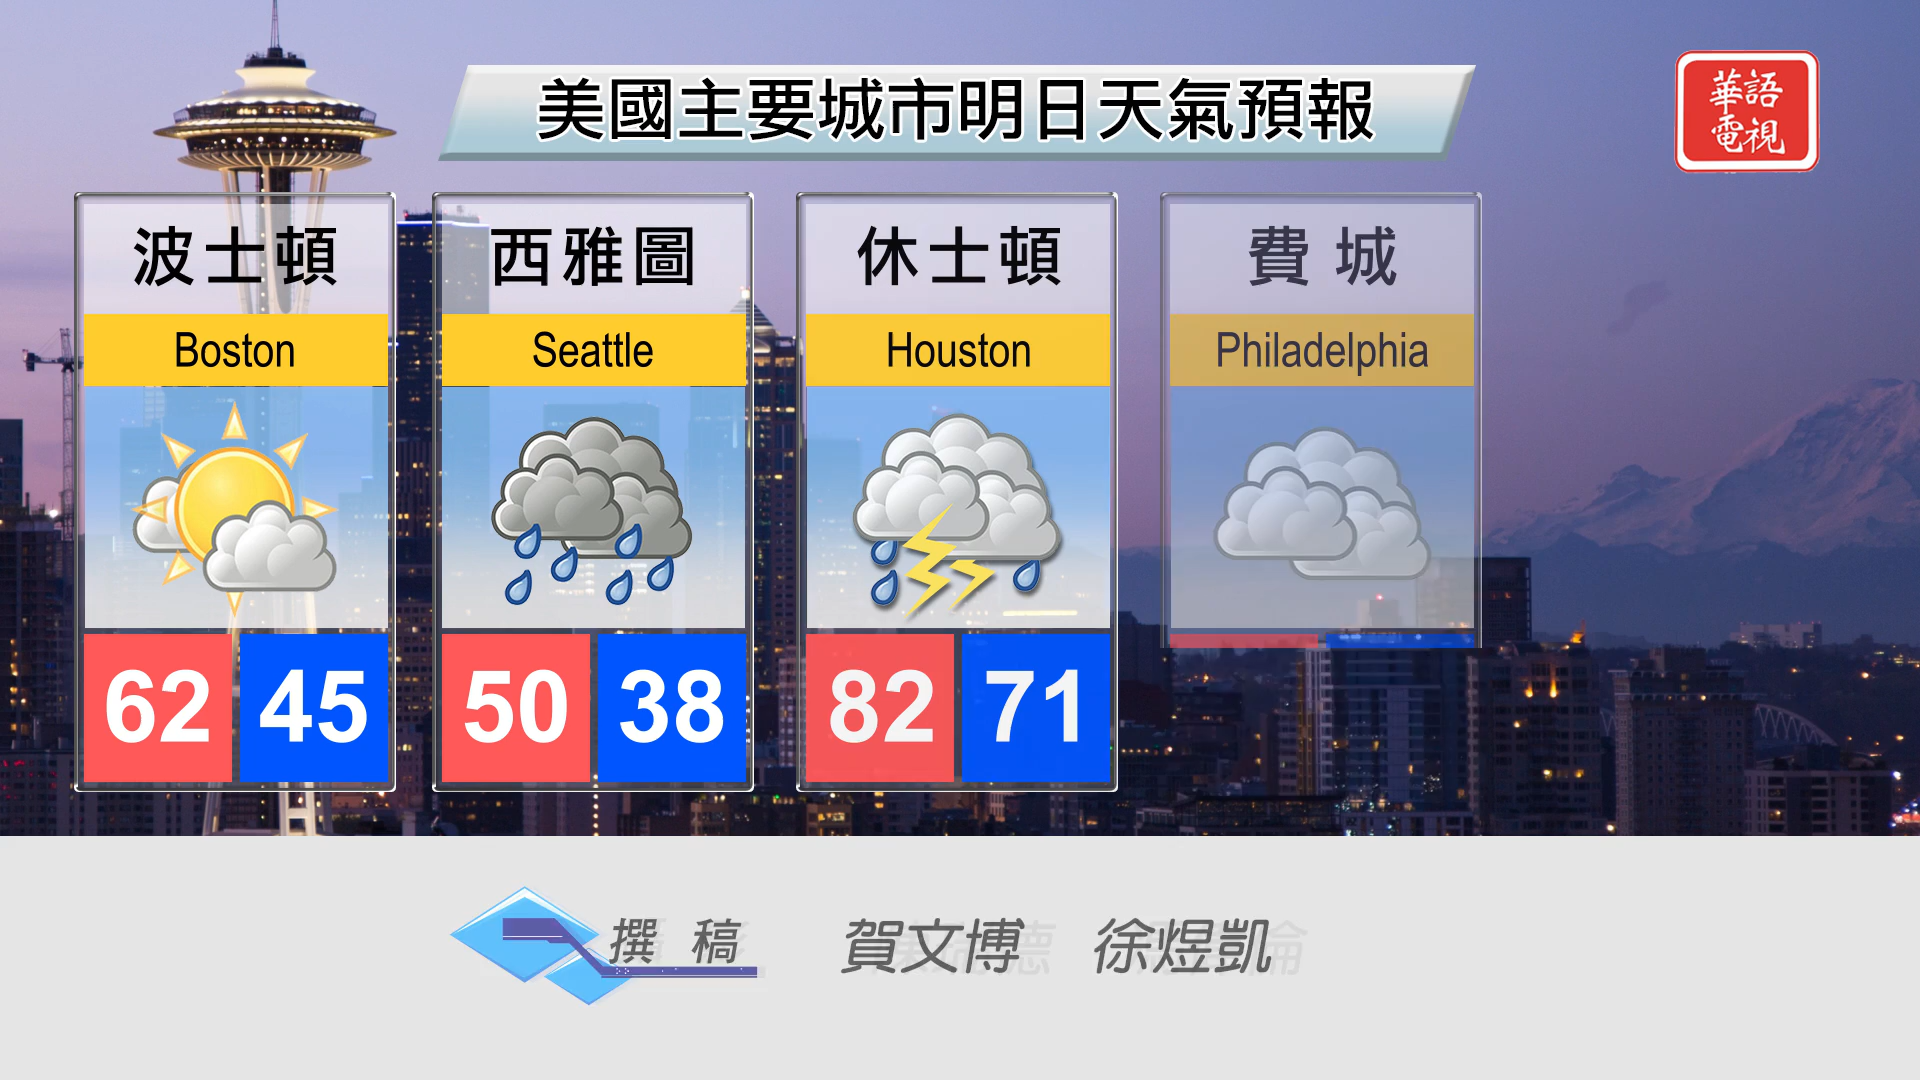 美國主要城市明日天氣預報
華語
電視
波士頓
西雅圖
休士頓
費城
Boston
Seattle
Houston
Philadelphia
62 45
50 38
82 71
撰稿 賀文博 徐煜凱